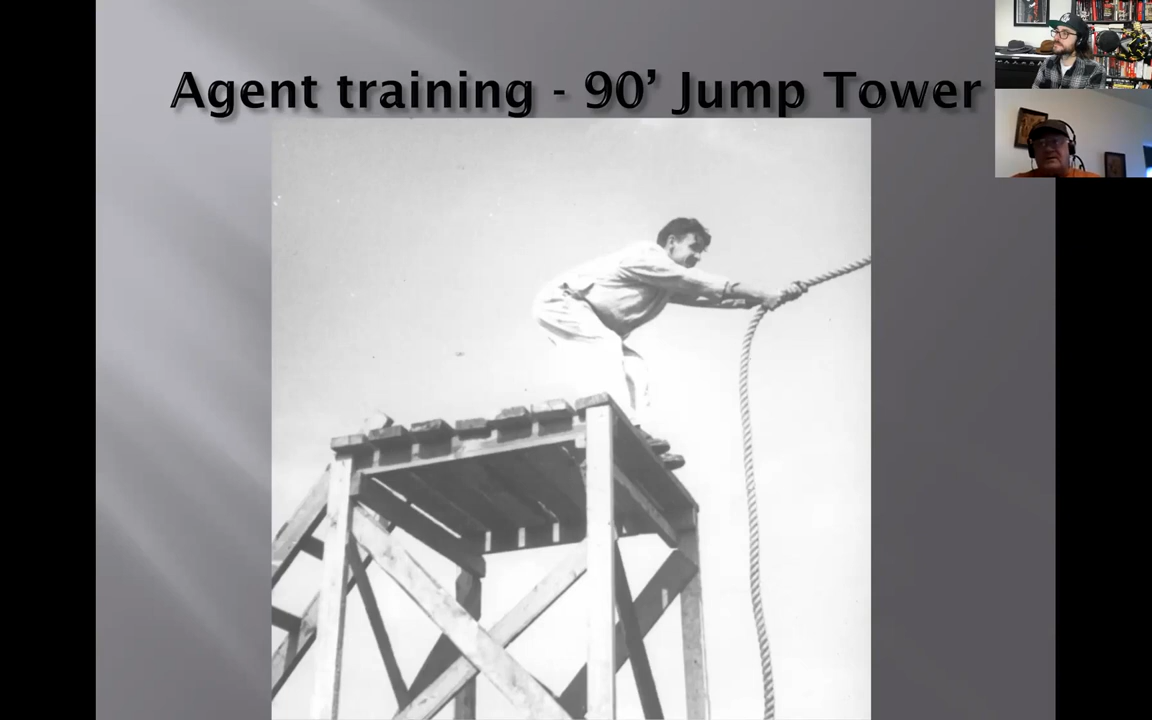 Agent training - 90’ Jump Tower